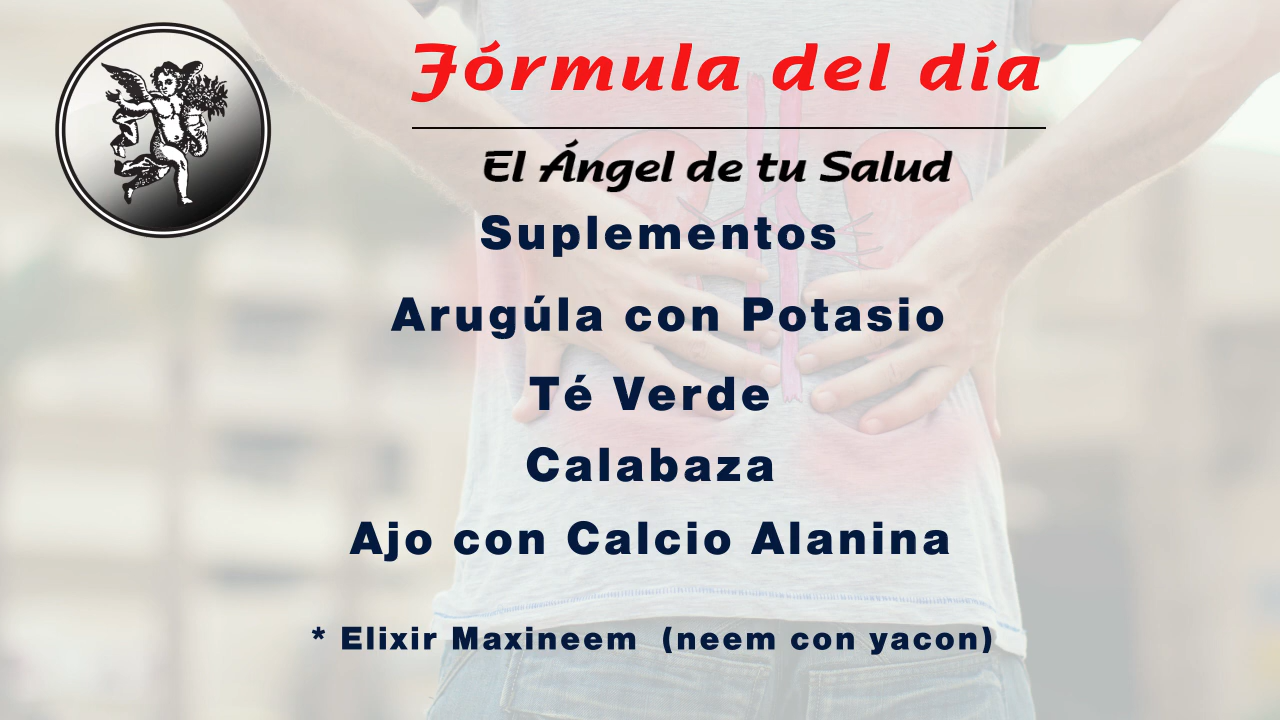 Fórmula del día
El Ángel de tu Salud
Suplementos
Arugúla con Potasio
Té Verde
Calabaza
Ajo con Calcio Alanina
* Elixir Maxineem (neem con yacon)